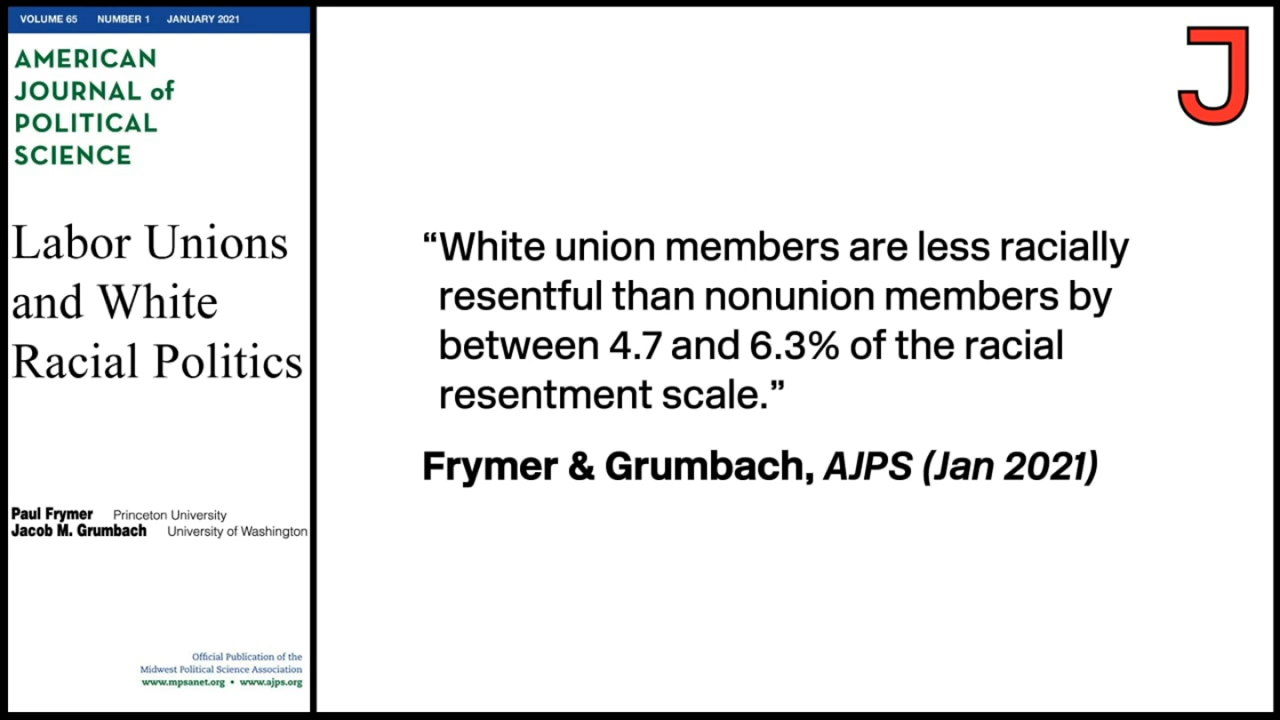 VOLUME 65 NUMBER 1 JANUARY 2021
AMERICAN
JOURNAL of
POLITICAL
SCIENCE
Labor Unions
and White
Racial Politics
Paul Frymer Princeton University
Jacob M. Grumbach University of Washington
Official Publication of the
Midwest Political Science Association
www.mpsanet.org • www.ajps.org
J
“White union members are less racially
resentful than nonunion members by
between 4.7 and 6.3% of the racial
resentment scale.”
Frymer & Grumbach, AJPS (Jan 2021)